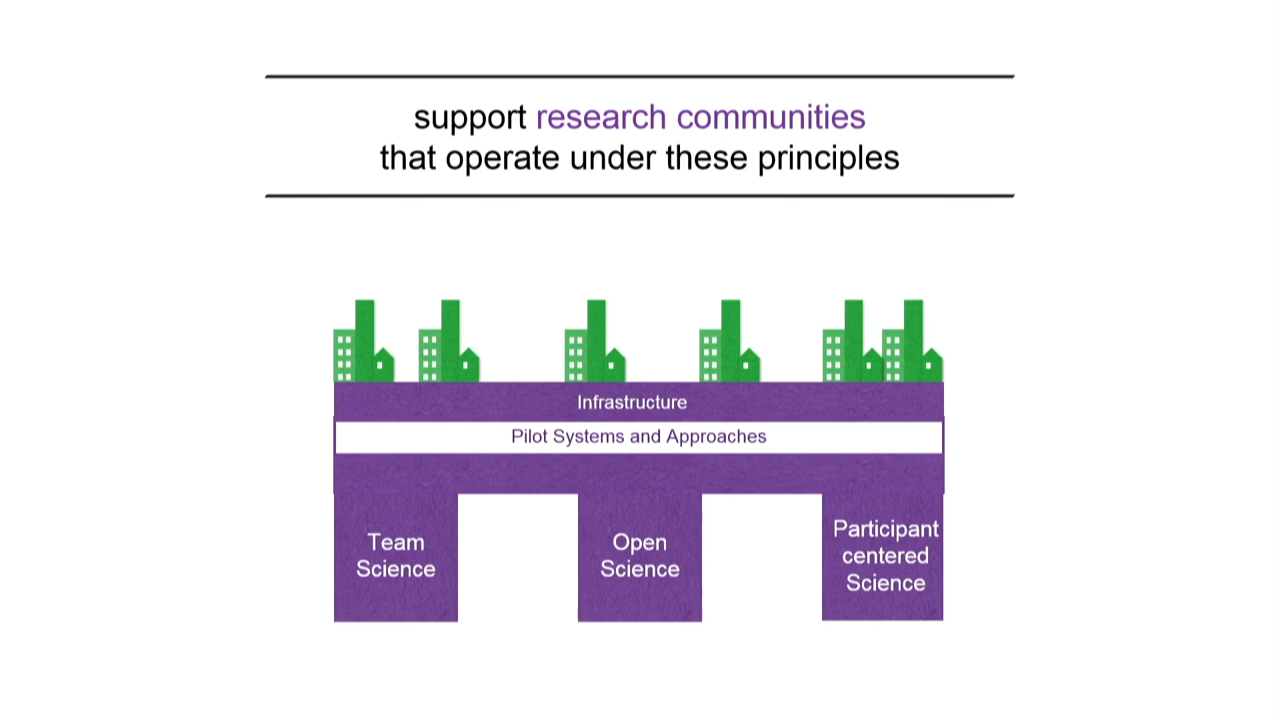 support research communities
that operate under these principles
Infrastructure
Pilot Systems and Approaches
Team
Science
Open
Science
Participant
centered
Science